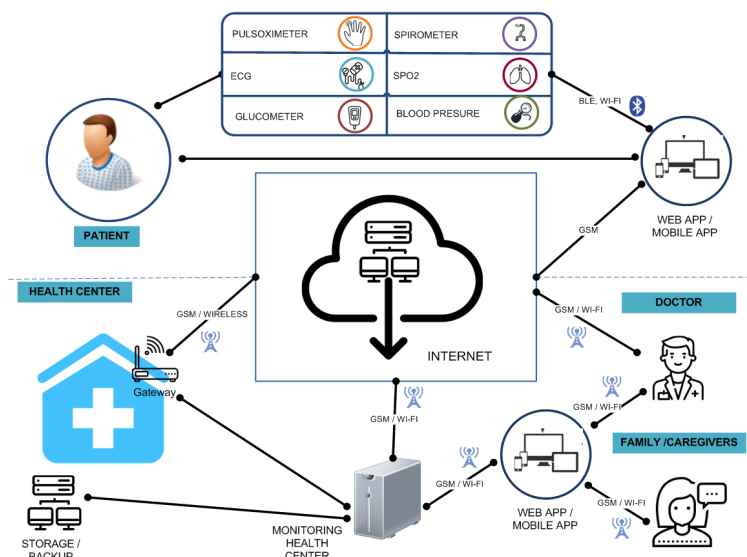 PULSOXIMETER
SPIROMETER
ECG
SPO2
GLUCOMETER
BLOOD PRESURE
BLE, WI-FI
PATIENT
WEB APP /
MOBILE APP
GSM
HEALTH CENTER
DOCTOR
GSM / WIRELESS
GSM / WI-FI
INTERNET
Gateway
GSM / WI-FI
GSM / WI-FI
FAMILY /CAREGIVERS
GSM / WI-FI
GSM / WI-FI
WEB APP /
MOBILE APP
MONITORING
HEALTH
CENTER
STORAGE /
BACKUP